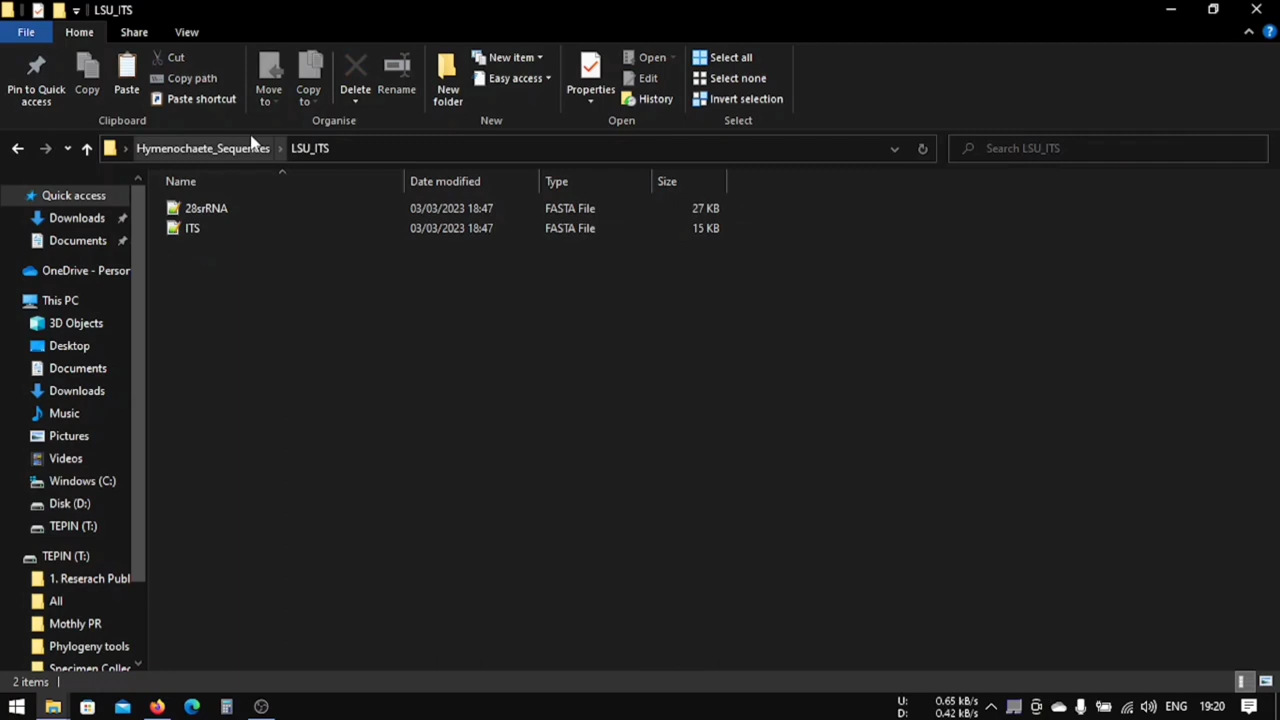 LSU_ITS
File Home Share View
Pin to Quick access
Copy
Paste
Cut
Copy path
Paste shortcut
Clipboard
Move to
Copy to
Delete
Rename
Organise
New folder
New item
Easy access
New
Properties
Open
Edit
History
Open
Select all
Select none
Invert selection
Select
Hymenochaete_Sequences LSU_ITS
Search LSU_ITS
Name Date modified Type Size
28srRNA 03/03/2023 18:47 FASTA File 27 KB
ITS 03/03/2023 18:47 FASTA File 15 KB
Quick access
Downloads
Documents
OneDrive - Persor
This PC
3D Objects
Desktop
Documents
Downloads
Music
Pictures
Videos
Windows (C:)
Disk (D:)
TEPIN (T:)
TEPIN (T:)
1. Reserach Publ
All
Mothly PR
Phylogeny tools
Specimen Collec
2 items
U: 0.65 kB/s
D: 0.42 kB/s
ENG 19:20